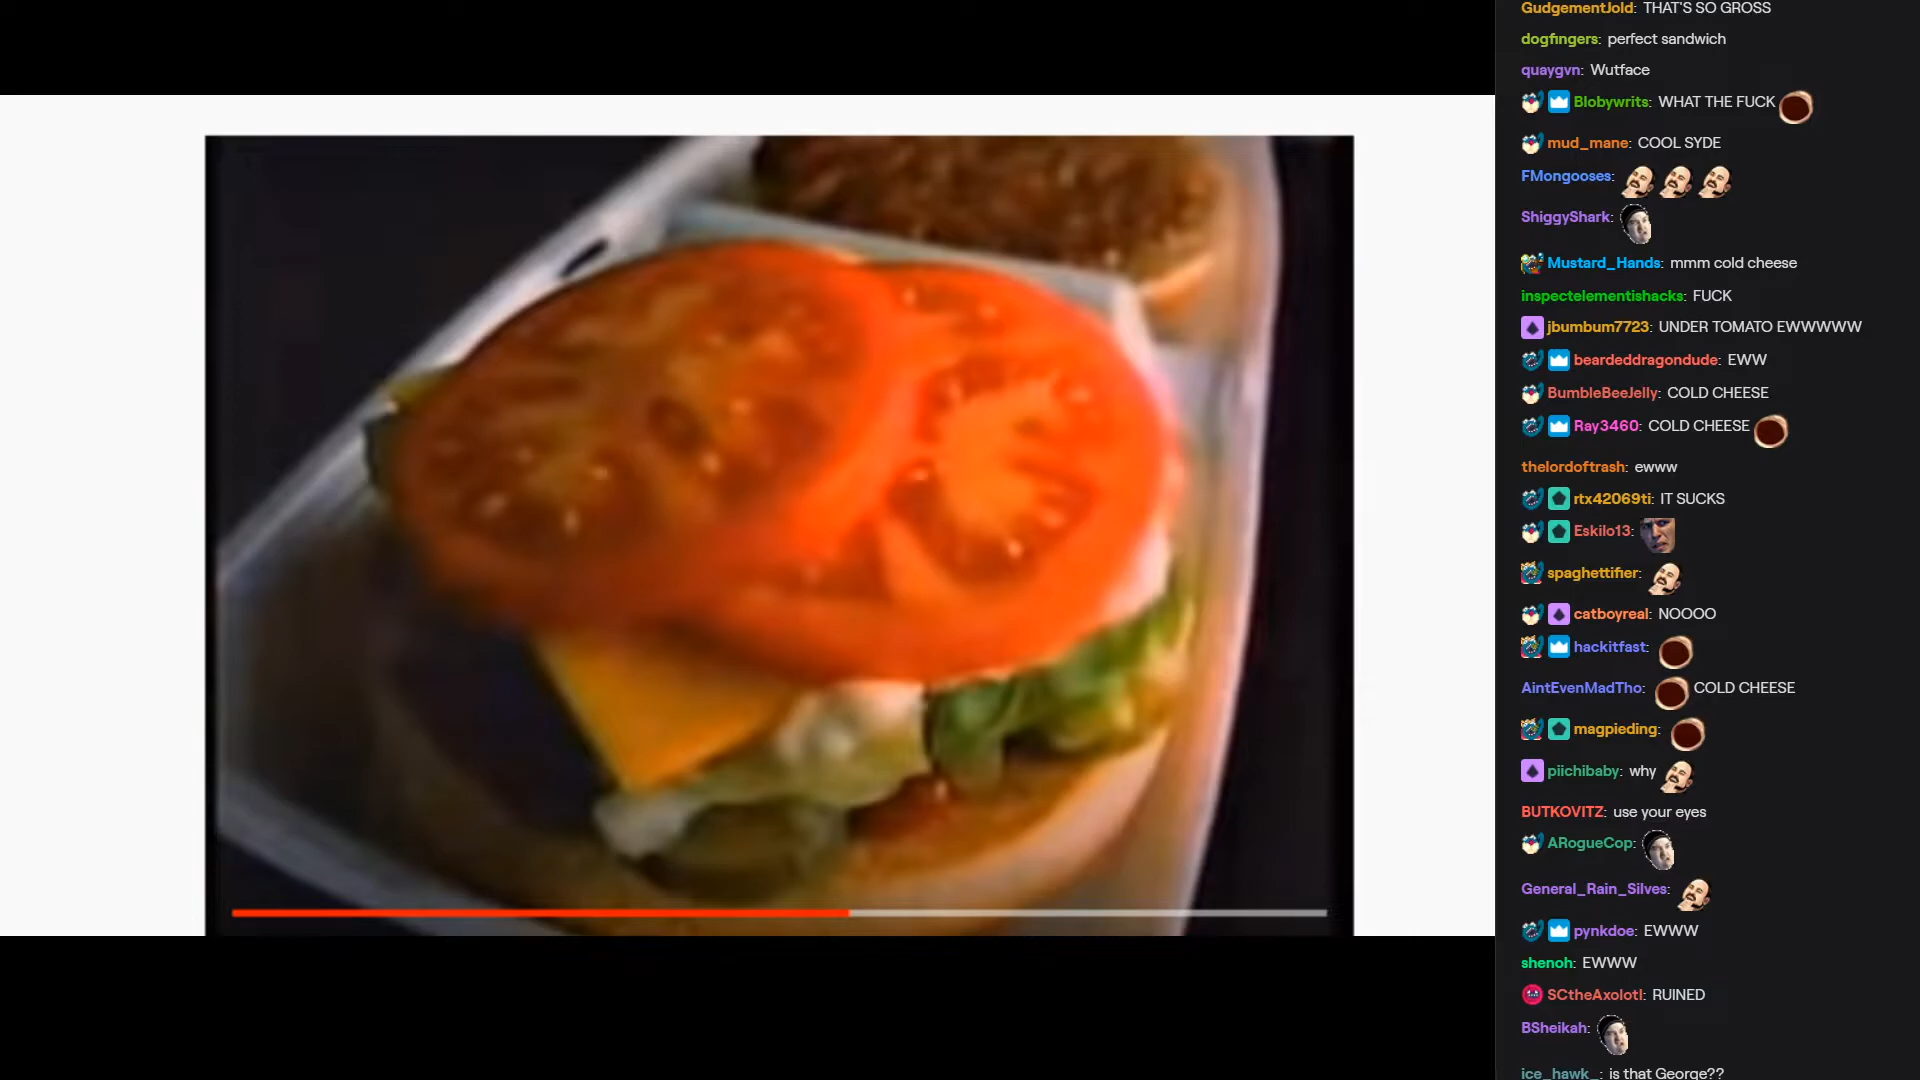 GudgementJold: THAT'S SO GROSS
dogfingers: perfect sandwich
quaygvn: Wutface
Blobywrits: WHAT THE FUCK
mud_mane: COOL SYDE
FMongooses:
ShiggyShark:
Mustard_Hands: mmm cold cheese
inspectelementishacks: FUCK
jbumbum7723: UNDER TOMATO EWWWWW
beardeddragondude: EWW
BumbleBeeJelly: COLD CHEESE
Ray3460: COLD CHEESE
thelordoftrash: ewww
rtx42069ti: IT SUCKS
Eskilo13:
spaghettifier:
catboyreal: NOOOO
hackitfast:
AintEvenMadTho: COLD CHEESE
magpieding:
piichibaby: why
BUTKOVITZ: use your eyes
ARogueCop:
General_Rain_Silves:
pynkdoe: EWWW
shenoh: EWWW
SCtheAxolotl: RUINED
BSheikah:
ice_hawk_: is that George??